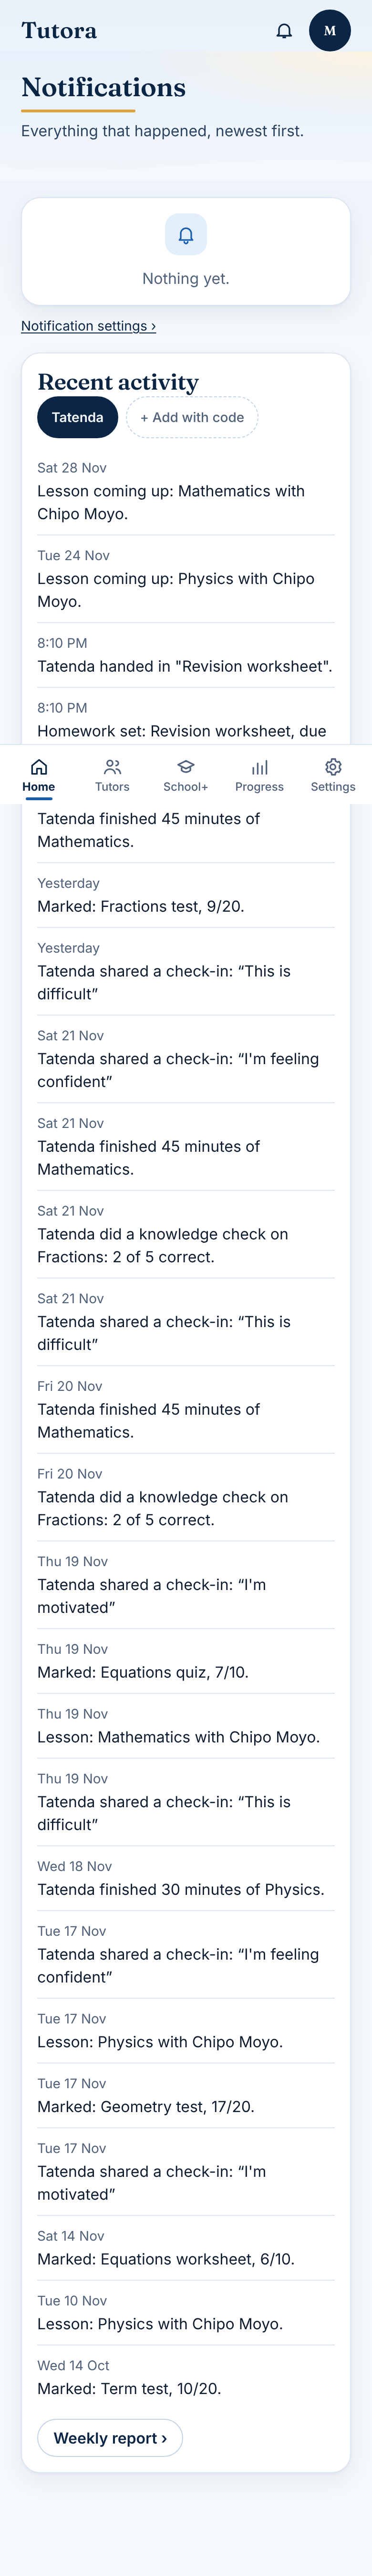 Tutora
M
Notifications
Everything that happened, newest first.
Nothing yet.
Notification settings ›
Recent activity
Tatenda
+ Add with code
Sat 28 Nov
Lesson coming up: Mathematics with
Chipo Moyo.
Tue 24 Nov
Lesson coming up: Physics with Chipo
Moyo.
8:10 PM
Tatenda handed in "Revision worksheet".
8:10 PM
Homework set: Revision worksheet, due
Home
Tutors
School+
Progress
Settings
Tatenda finished 45 minutes of
Mathematics.
Yesterday
Marked: Fractions test, 9/20.
Yesterday
Tatenda shared a check-in: “This is
difficult”
Sat 21 Nov
Tatenda shared a check-in: “I'm feeling
confident”
Sat 21 Nov
Tatenda finished 45 minutes of
Mathematics.
Sat 21 Nov
Tatenda did a knowledge check on
Fractions: 2 of 5 correct.
Sat 21 Nov
Tatenda shared a check-in: “This is
difficult”
Fri 20 Nov
Tatenda finished 45 minutes of
Mathematics.
Fri 20 Nov
Tatenda did a knowledge check on
Fractions: 2 of 5 correct.
Thu 19 Nov
Tatenda shared a check-in: “I'm
motivated”
Thu 19 Nov
Marked: Equations quiz, 7/10.
Thu 19 Nov
Lesson: Mathematics with Chipo Moyo.
Thu 19 Nov
Tatenda shared a check-in: “This is
difficult”
Wed 18 Nov
Tatenda finished 30 minutes of Physics.
Tue 17 Nov
Tatenda shared a check-in: “I'm feeling
confident”
Tue 17 Nov
Lesson: Physics with Chipo Moyo.
Tue 17 Nov
Marked: Geometry test, 17/20.
Tue 17 Nov
Tatenda shared a check-in: “I'm
motivated”
Sat 14 Nov
Marked: Equations worksheet, 6/10.
Tue 10 Nov
Lesson: Physics with Chipo Moyo.
Wed 14 Oct
Marked: Term test, 10/20.
Weekly report ›